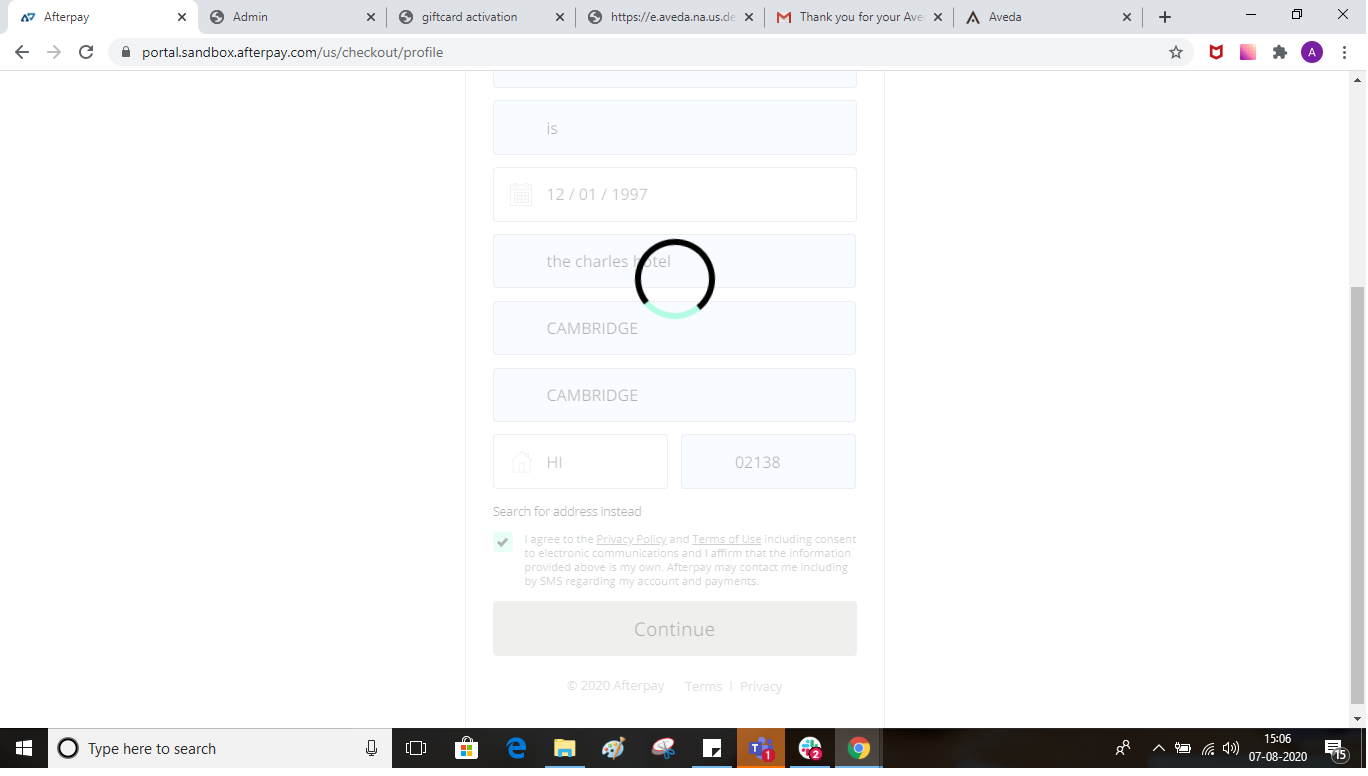 Afterpay
Admin
giftcard activation
https://e.aveda.na.us.de
Thank you for your Ave
Aveda
portal.sandbox.afterpay.com/us/checkout/profile
A
is
12 / 01 / 1997
the charles hotel
CAMBRIDGE
CAMBRIDGE
HI
02138
Search for address instead
I agree to the Privacy Policy and Terms of Use including consent
to electronic communications and I affirm that the information
provided above is my own. Afterpay may contact me including
by SMS regarding my account and payments.
Continue
© 2020 Afterpay Terms | Privacy
Type here to search
1
2
15:06
07-08-2020
15